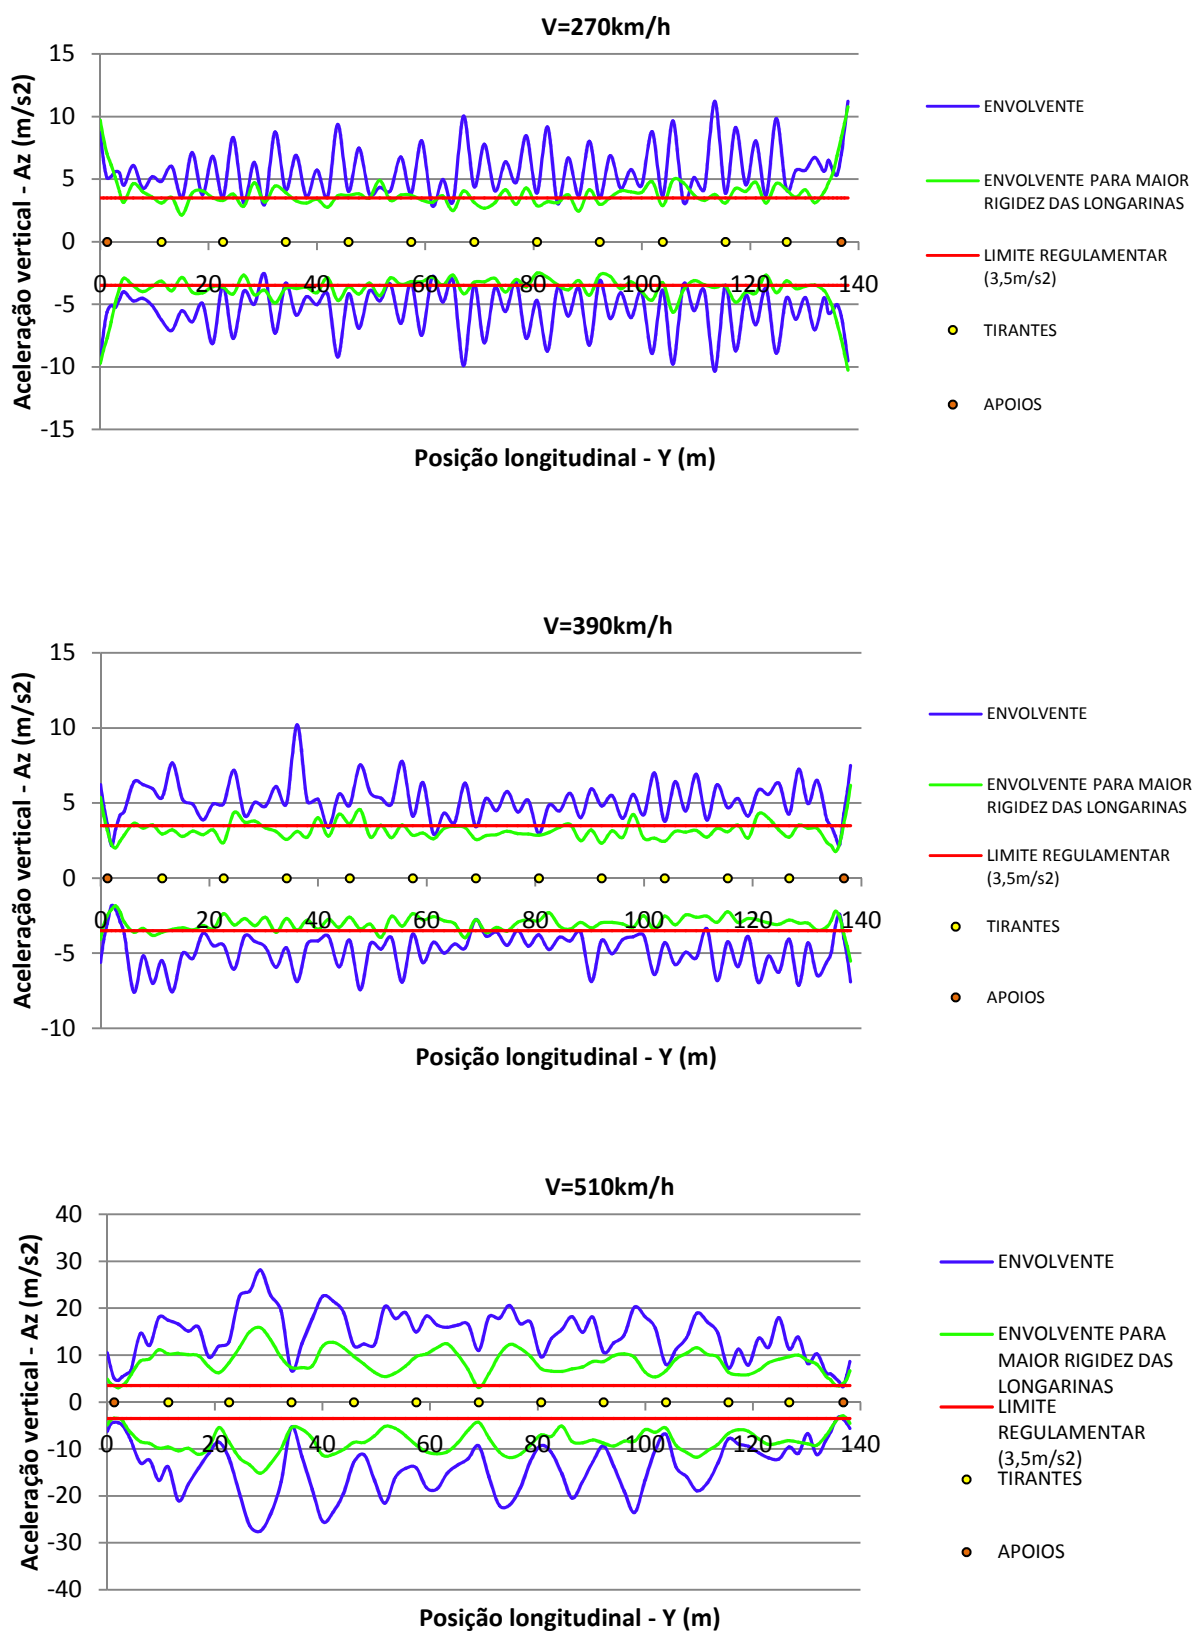 V=270km/h
Aceleração vertical - Az (m/s2)
15
10
5
0
-5
-10
-15
0 20 40 60 80 100 120 140
Posição longitudinal - Y (m)
ENVOLVENTE
ENVOLVENTE PARA MAIOR
RIGIDEZ DAS LONGARINAS
LIMITE REGULAMENTAR
(3,5m/s2)
TIRANTES
APOIOS
V=390km/h
Aceleração vertical - Az (m/s2)
15
10
5
0
-5
-10
0 20 40 60 80 100 120 140
Posição longitudinal - Y (m)
ENVOLVENTE
ENVOLVENTE PARA MAIOR
RIGIDEZ DAS LONGARINAS
LIMITE REGULAMENTAR
(3,5m/s2)
TIRANTES
APOIOS
V=510km/h
Aceleração vertical - Az (m/s2)
40
30
20
10
0
-10
-20
-30
-40
0 20 40 60 80 100 120 140
Posição longitudinal - Y (m)
ENVOLVENTE
ENVOLVENTE PARA
MAIOR RIGIDEZ DAS
LONGARINAS
LIMITE
REGULAMENTAR
(3,5m/s2)
TIRANTES
APOIOS